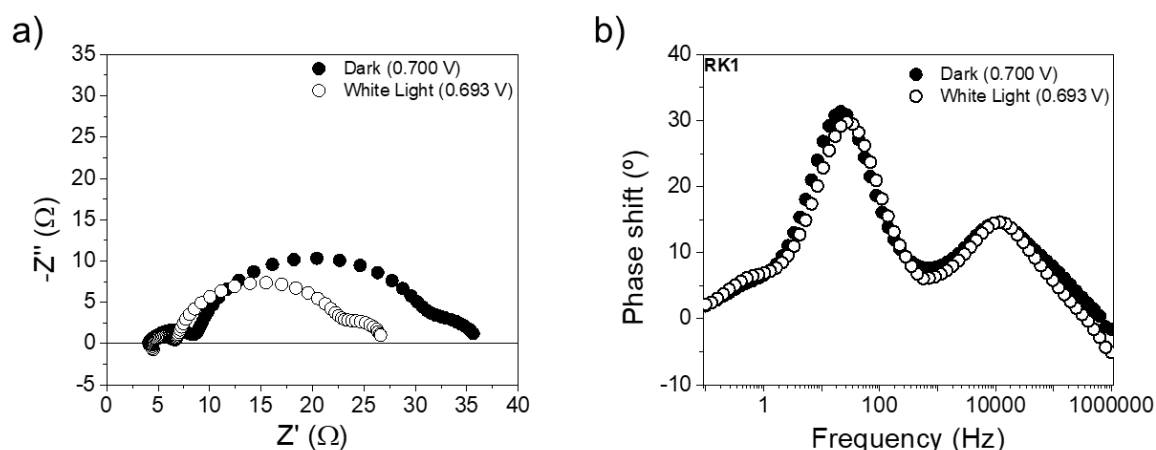 a)
35
30
25
20
15
10
5
0
-5
-Z'' (Ω)
Dark (0.700 V)
White Light (0.693 V)
0 5 10 15 20 25 30 35 40
Z' (Ω)
b)
40
30
20
10
0
-10
Phase shift (º)
RK1
Dark (0.700 V)
White Light (0.693 V)
1 100 10000 1000000
Frequency (Hz)